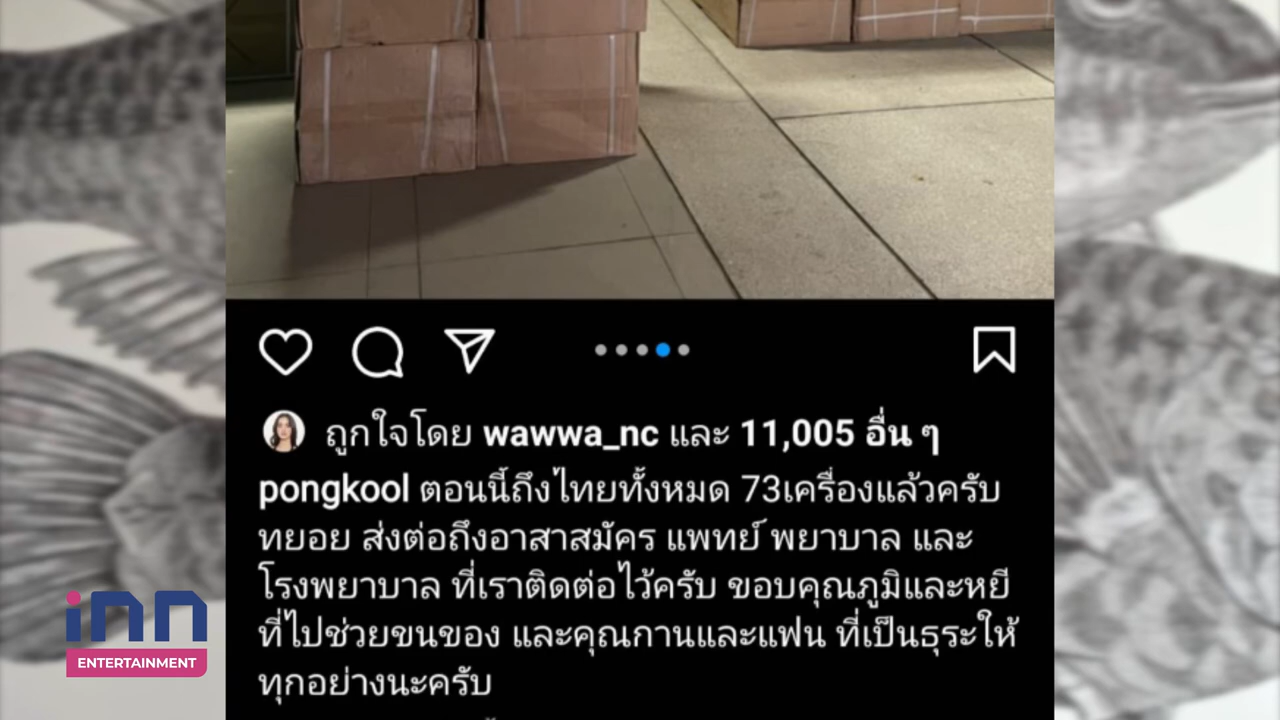 ถูกใจโดย wawwa_nc และ 11,005 อื่น ๆ
pongkool ตอนนี้ถึงไทยทั้งหมด 73เครื่องแล้วครับ
ทยอย ส่งต่อถึงอาสาสมัคร แพทย์ พยาบาล และ
โรงพยาบาล ที่เราติดต่อไว้ครับ ขอบคุณภูมิและหยี
ที่ไปช่วยขนของ และคุณกานและแฟน ที่เป็นธุระให้
ทุกอย่างนะครับ
inn
ENTERTAINMENT